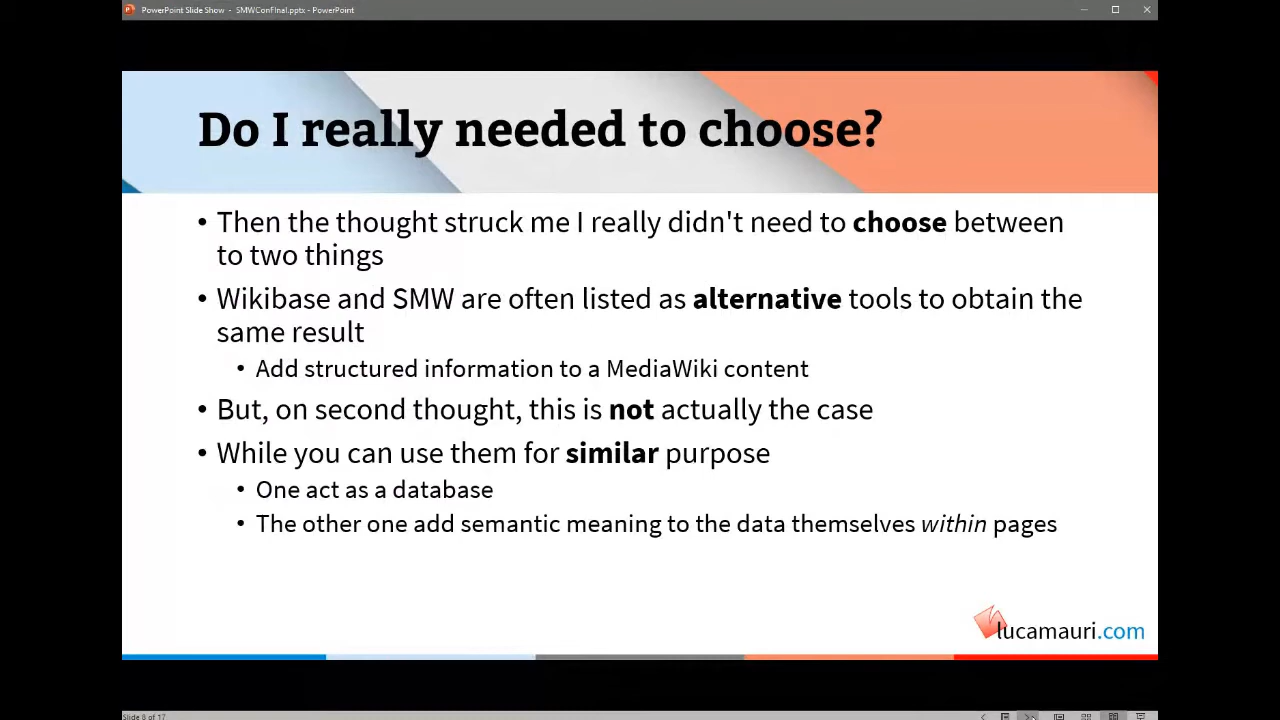 PowerPoint Slide Show - SMWConFinal.pptx - PowerPoint
Do I really needed to choose?
• Then the thought struck me I really didn't need to choose between
to two things
• Wikibase and SMW are often listed as alternative tools to obtain the
same result
• Add structured information to a MediaWiki content
• But, on second thought, this is not actually the case
• While you can use them for similar purpose
• One act as a database
• The other one add semantic meaning to the data themselves within pages
lucamauri.com
Slide 8 of 17